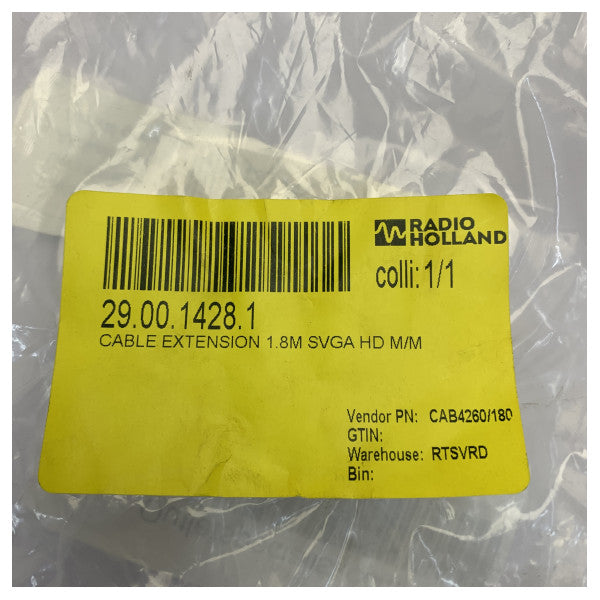 RADIO
HOLLAND
colli: 1/1
29.00.1428.1
CABLE EXTENSION 1.8M SVGA HD M/M
Vendor PN: CAB4260/180
GTIN:
Warehouse: RTSVRD
Bin: